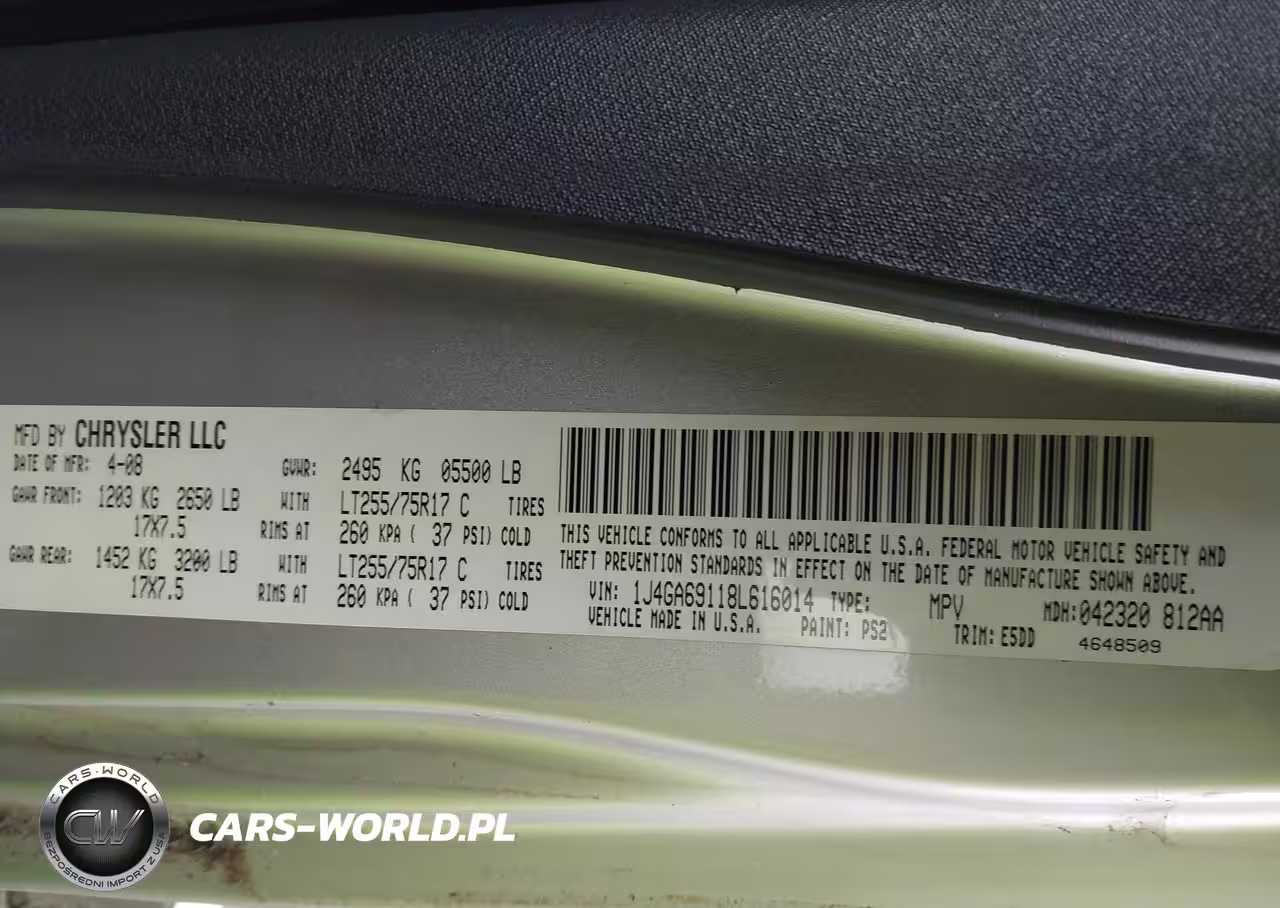 MFD BY CHRYSLER LLC
DATE OF MFR: 4-08 GVWR: 2495 KG 05500 LB
GAWR FRONT: 1203 KG 2650 LB WITH LT255/75R17 C TIRES
17X7.5 RIMS AT 260 KPA ( 37 PSI) COLD
GAWR REAR: 1452 KG 3200 LB WITH LT255/75R17 C TIRES
17X7.5 RIMS AT 260 KPA ( 37 PSI) COLD
THIS VEHICLE CONFORMS TO ALL APPLICABLE U.S.A. FEDERAL MOTOR VEHICLE SAFETY AND
THEFT PREVENTION STANDARDS IN EFFECT ON THE DATE OF MANUFACTURE SHOWN ABOVE.
VIN: 1J4GA69118L616014 TYPE: MPV MDH: 042320 812AA
VEHICLE MADE IN U.S.A. PAINT: PS2 TRIM: E5DD 4648509
CARS-WORLD
CW
BEZPOŚREDNI IMPORT Z USA
CARS-WORLD.PL